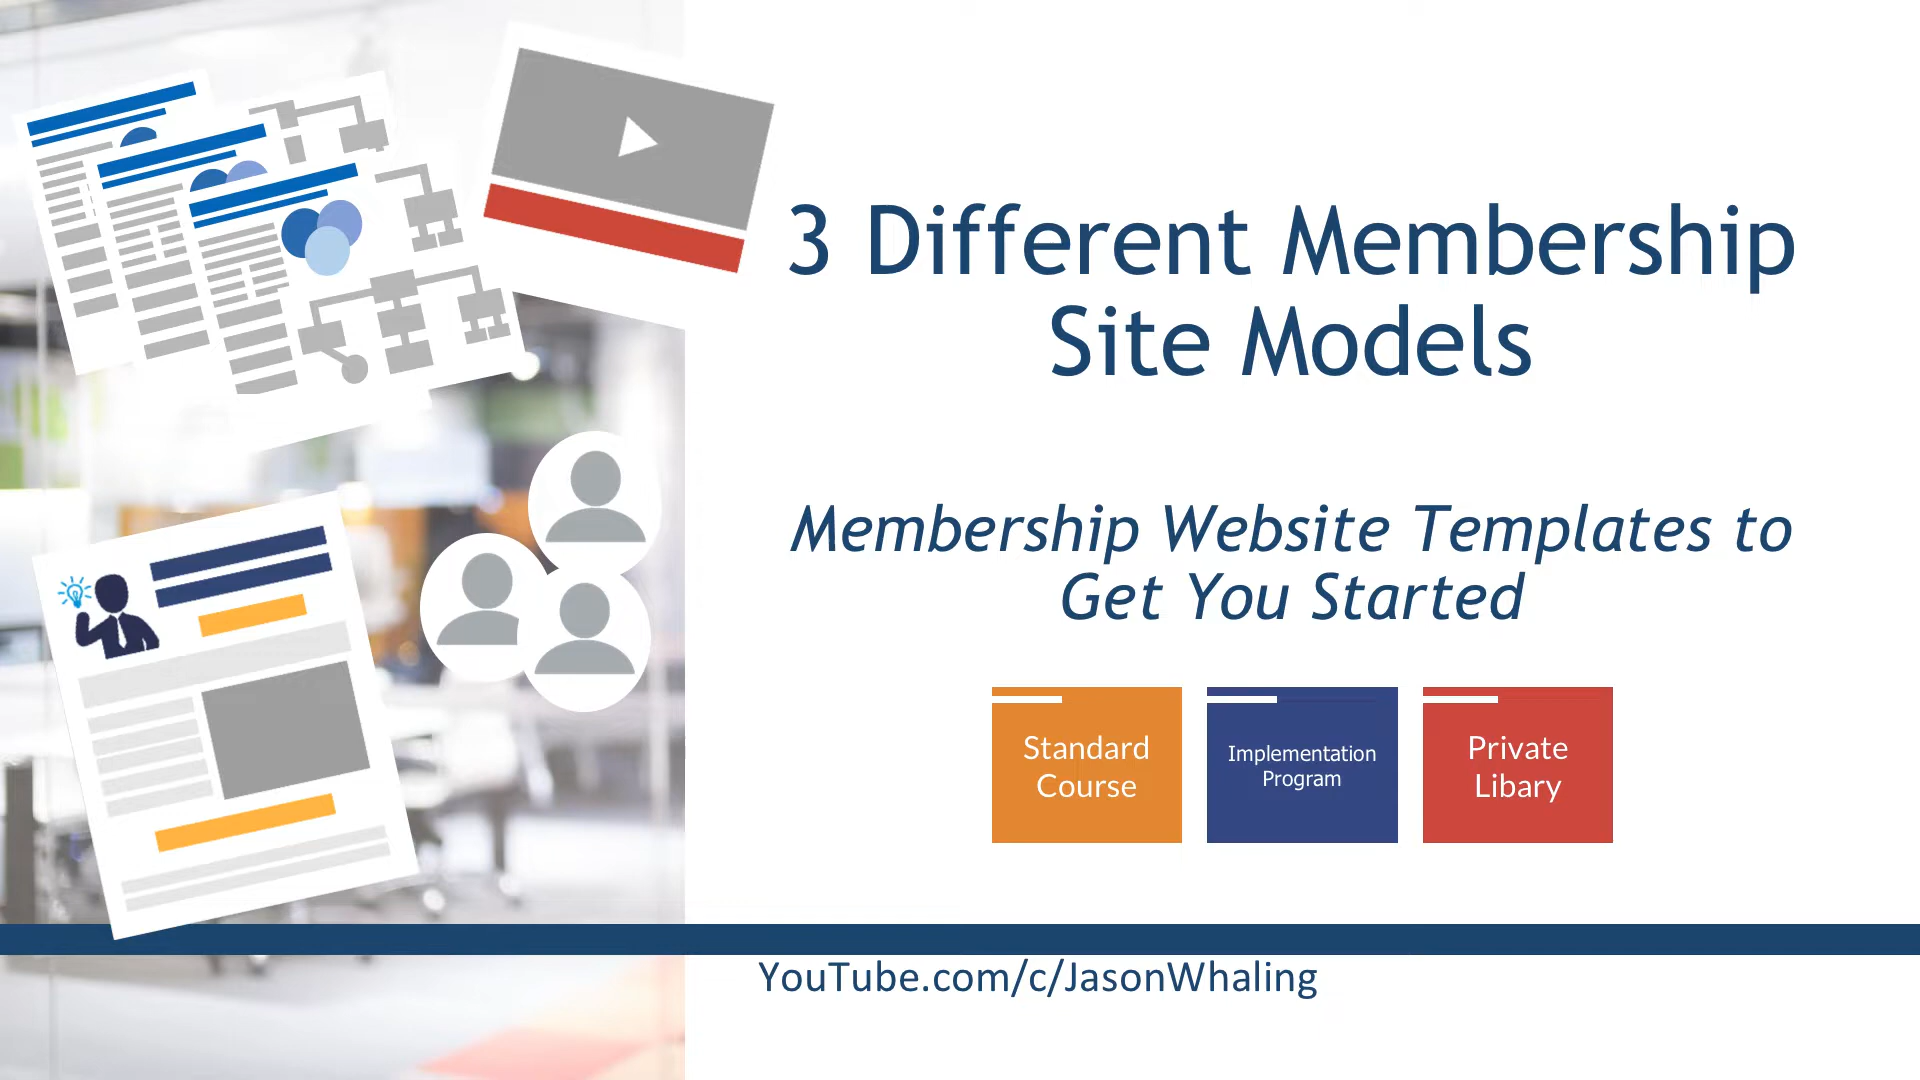 3 Different Membership
Site Models
Membership Website Templates to
Get You Started
Standard
Course
Implementation
Program
Private
Libary
YouTube.com/c/JasonWhaling